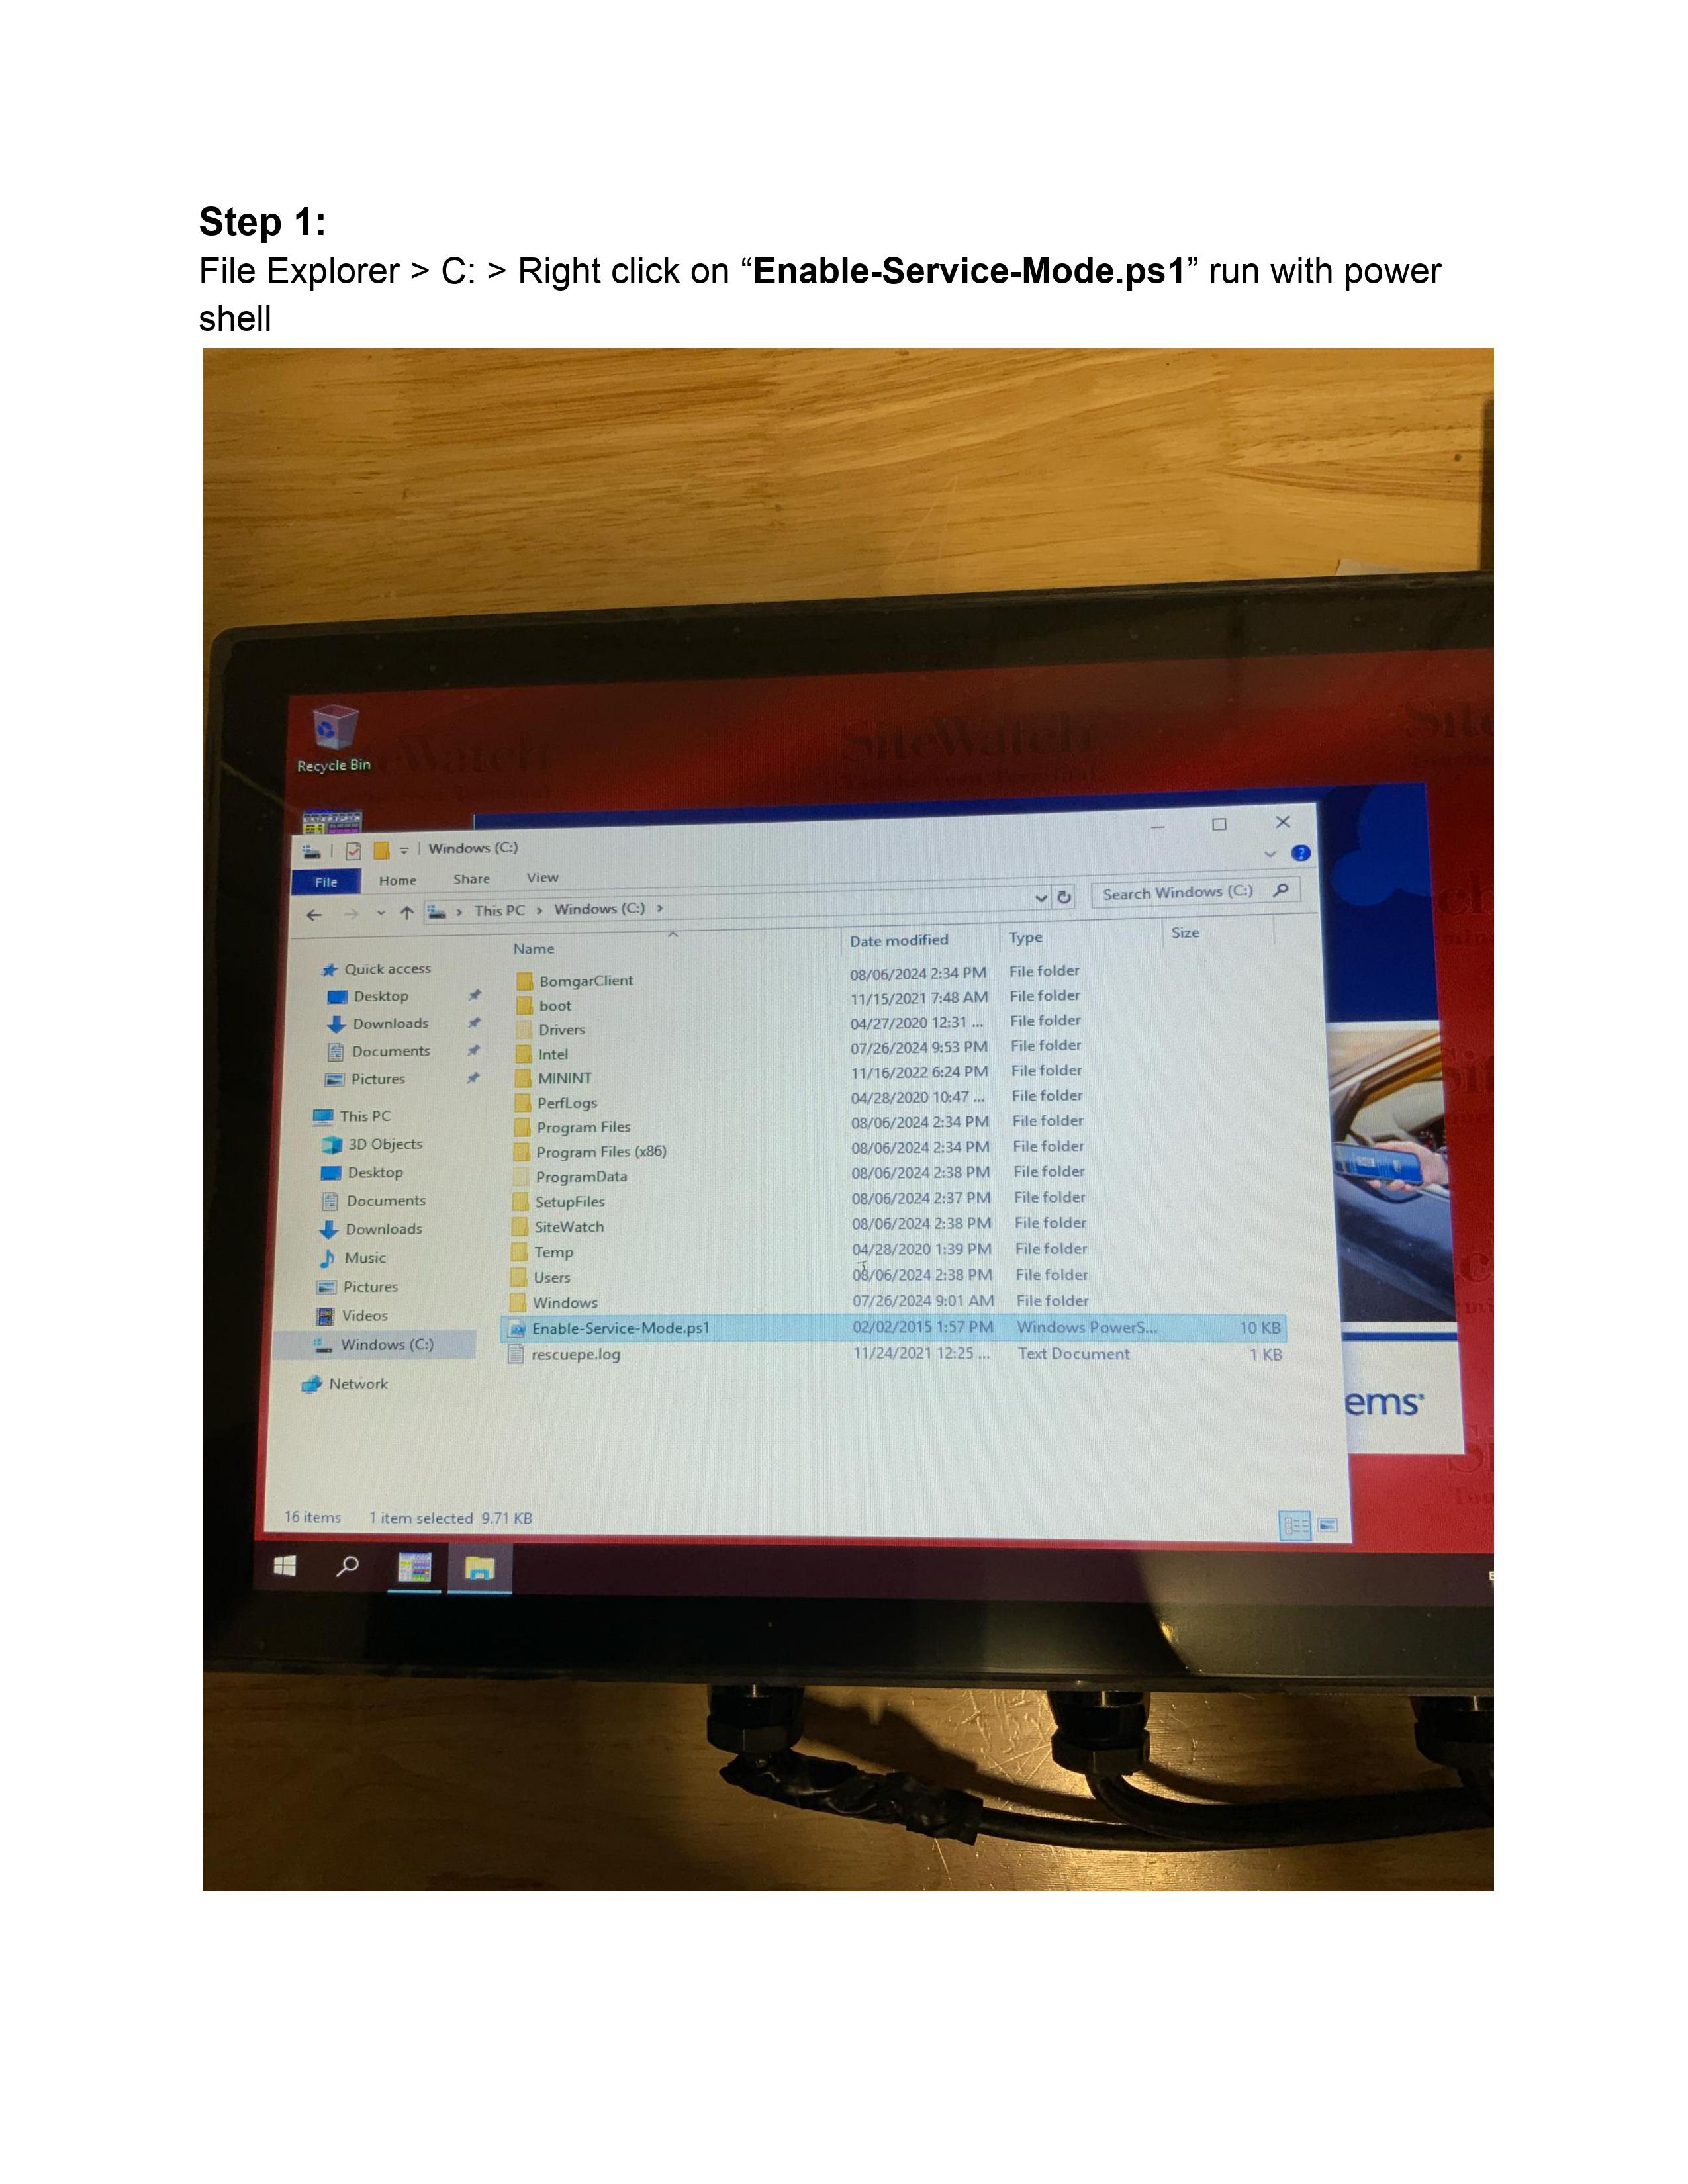 Step 1:
File Explorer > C: > Right click on “Enable-Service-Mode.ps1” run with power
shell
SiteWatch
Recycle Bin
Windows (C:)
File Home Share View
This PC > Windows (C:) >
Search Windows (C:)
Name Date modified Type Size
Quick access
Desktop
Downloads
Documents
Pictures
This PC
3D Objects
Desktop
Documents
Downloads
Music
Pictures
Videos
Windows (C:)
Network
BomgarClient 08/06/2024 2:34 PM File folder
boot 11/15/2021 7:48 AM File folder
Drivers 04/27/2020 12:31 ... File folder
Intel 07/26/2024 9:53 PM File folder
MININT 11/16/2022 6:24 PM File folder
PerfLogs 04/28/2020 10:47 ... File folder
Program Files 08/06/2024 2:34 PM File folder
Program Files (x86) 08/06/2024 2:34 PM File folder
ProgramData 08/06/2024 2:38 PM File folder
SetupFiles 08/06/2024 2:37 PM File folder
SiteWatch 08/06/2024 2:38 PM File folder
Temp 04/28/2020 1:39 PM File folder
Users 08/06/2024 2:38 PM File folder
Windows 07/26/2024 9:01 AM File folder
Enable-Service-Mode.ps1 02/02/2015 1:57 PM Windows PowerS... 10 KB
rescuepe.log 11/24/2021 12:25 ... Text Document 1 KB
ems
16 items 1 item selected 9.71 KB